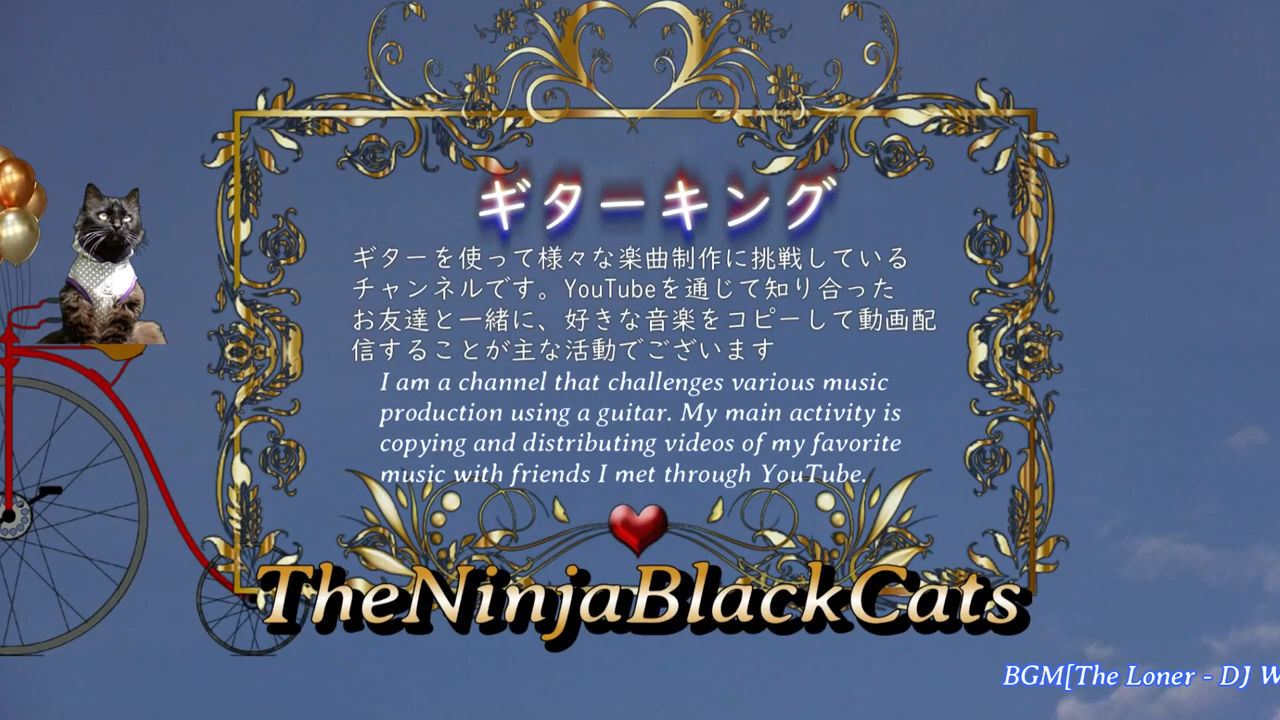 ギターキング
ギターを使って様々な楽曲制作に挑戦している
チャンネルです。YouTubeを通じて知り合った
お友達と一緒に、好きな音楽をコピーして動画配
信することが主な活動でございます
I am a channel that challenges various music
production using a guitar. My main activity is
copying and distributing videos of my favorite
music with friends I met through YouTube.
TheNinjaBlackCats
BGM[The Loner - DJ